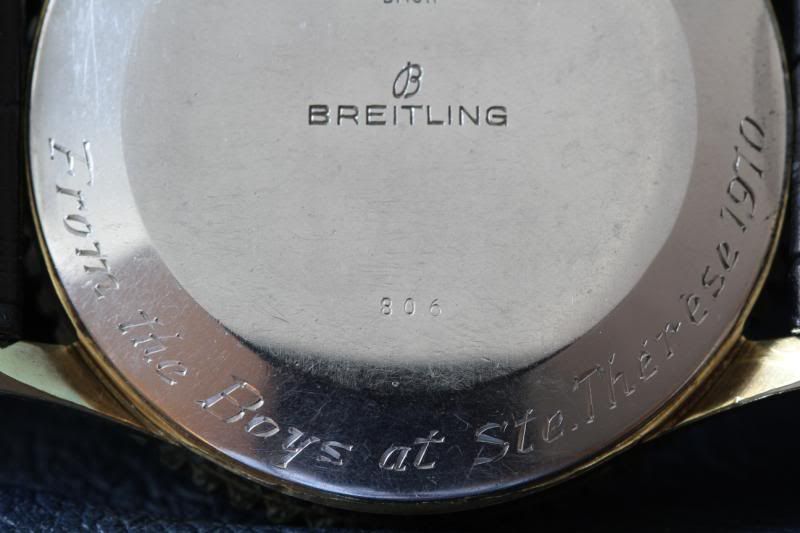 B
BREITLING
806
From the Boys at Ste. Thérèse 1970